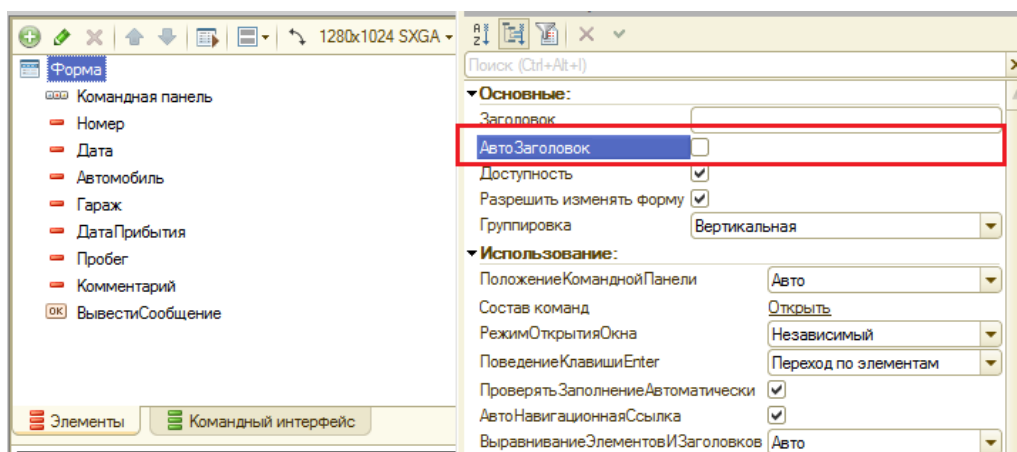 1280x1024 SXGA
Форма
Командная панель
Номер
Дата
Автомобиль
Гараж
ДатаПрибытия
Пробег
Комментарий
OK ВывестиСообщение
Элементы
Командный интерфейс
Поиск (Ctrl+Alt+I)
Основные:
Заголовок
АвтоЗаголовок
Доступность
Разрешить изменять форму
Группировка Вертикальная
Использование:
ПоложениеКоманднойПанели Авто
Состав команд Открыть
РежимОткрытияОкна Независимый
ПоведениеКлавишиEnter Переход по элементам
ПроверятьЗаполнениеАвтоматически
АвтоНавигационнаяСсылка
ВыравниваниеЭлементовИЗаголовков Авто